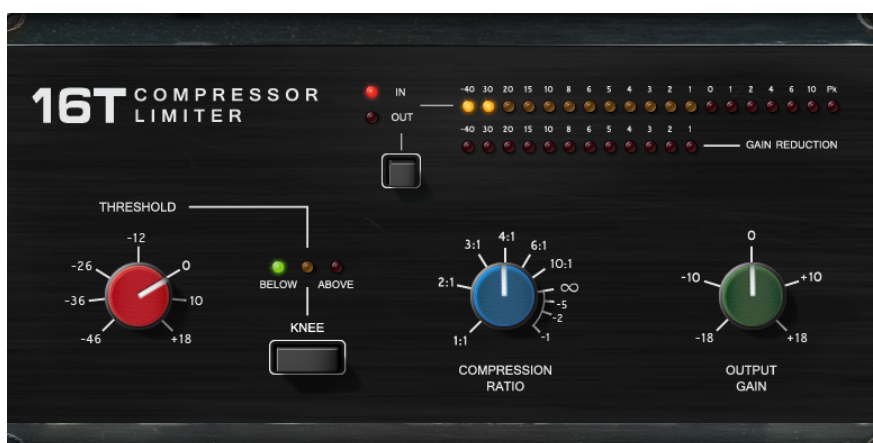 16T COMPRESSOR
LIMITER
IN
OUT
-40 30 20 15 10 8 6 5 4 3 2 1 0 1 2 4 6 10 Pk
-40 30 20 15 10 8 6 5 4 3 2 1
GAIN REDUCTION
THRESHOLD
-12
-26 0
-36 10
-46 +18
BELOW ABOVE
KNEE
4:1
3:1 6:1
10:1
2:1 ∞
-5
-2
1:1 -1
COMPRESSION
RATIO
0
-10 +10
-18 +18
OUTPUT
GAIN